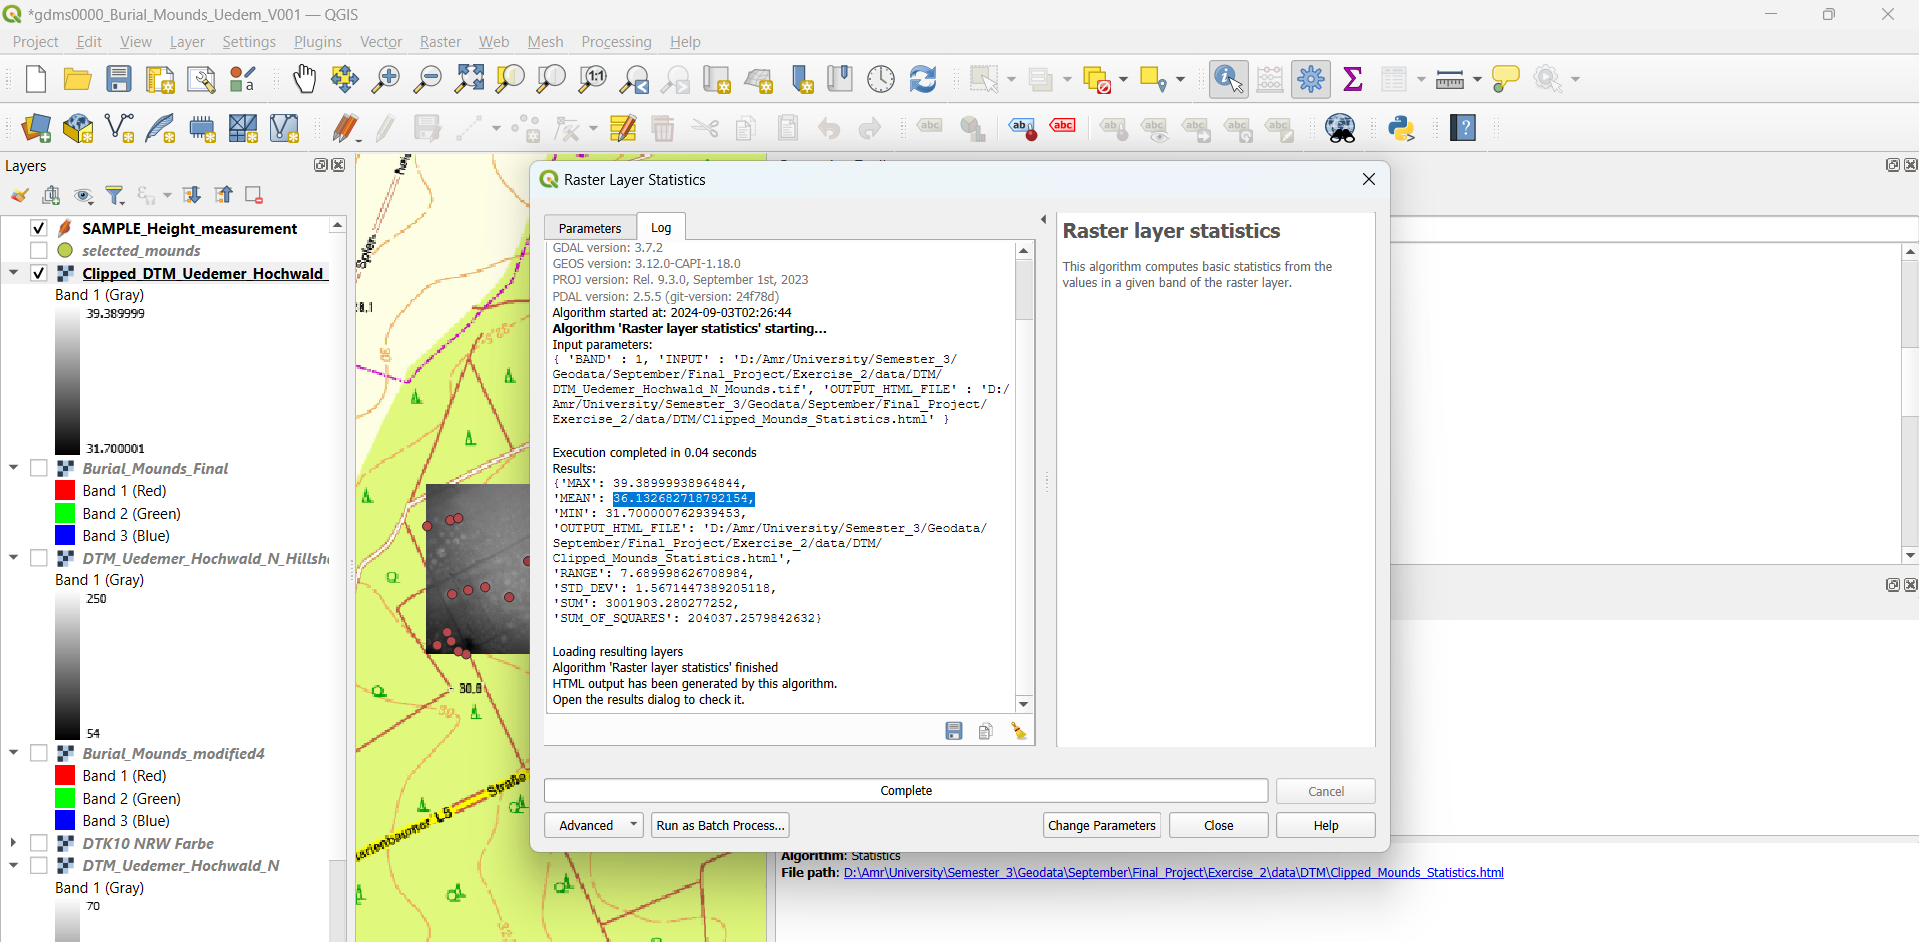 *gdms0000_Burial_Mounds_Uedem_V001 — QGIS
Project Edit View Layer Settings Plugins Vector Raster Web Mesh Processing Help
Layers
SAMPLE_Height_measurement
selected_mounds
Clipped_DTM_Uedemer_Hochwald
Band 1 (Gray)
39.389999
31.700001
Burial_Mounds_Final
Band 1 (Red)
Band 2 (Green)
Band 3 (Blue)
DTM_Uedemer_Hochwald_N_Hillsh
Band 1 (Gray)
250
54
Burial_Mounds_modified4
Band 1 (Red)
Band 2 (Green)
Band 3 (Blue)
DTK10 NRW Farbe
DTM_Uedemer_Hochwald_N
Band 1 (Gray)
70
30.8
Straße
Raster Layer Statistics
Parameters Log
GDAL version: 3.7.2
GEOS version: 3.12.0-CAPI-1.18.0
PROJ version: Rel. 9.3.0, September 1st, 2023
PDAL version: 2.5.5 (git-version: 24f78d)
Algorithm started at: 2024-09-03T02:26:44
Algorithm 'Raster layer statistics' starting…
Input parameters:
{ 'BAND' : 1, 'INPUT' : 'D:/Amr/University/Semester_3/
Geodata/September/Final_Project/Exercise_2/data/DTM/
DTM_Uedemer_Hochwald_N_Mounds.tif', 'OUTPUT_HTML_FILE' : 'D:/
Amr/University/Semester_3/Geodata/September/Final_Project/
Exercise_2/data/DTM/Clipped_Mounds_Statistics.html' }
Execution completed in 0.04 seconds
Results:
{'MAX': 39.38999938964844,
'MEAN': 36.132682718792154,
'MIN': 31.700000762939453,
'OUTPUT_HTML_FILE': 'D:/Amr/University/Semester_3/Geodata/
September/Final_Project/Exercise_2/data/DTM/
Clipped_Mounds_Statistics.html',
'RANGE': 7.689998626708984,
'STD_DEV': 1.5671447389205118,
'SUM': 3001903.280277252,
'SUM_OF_SQUARES': 204037.2579842632}
Loading resulting layers
Algorithm 'Raster layer statistics' finished
HTML output has been generated by this algorithm.
Open the results dialog to check it.
Raster layer statistics
This algorithm computes basic statistics from the
values in a given band of the raster layer.
Complete
Cancel
Advanced
Run as Batch Process…
Change Parameters
Close
Help
Algorithm: Statistics
File path: D:\Amr\University\Semester_3\Geodata\September\Final_Project\Exercise_2\data\DTM\Clipped_Mounds_Statistics.html